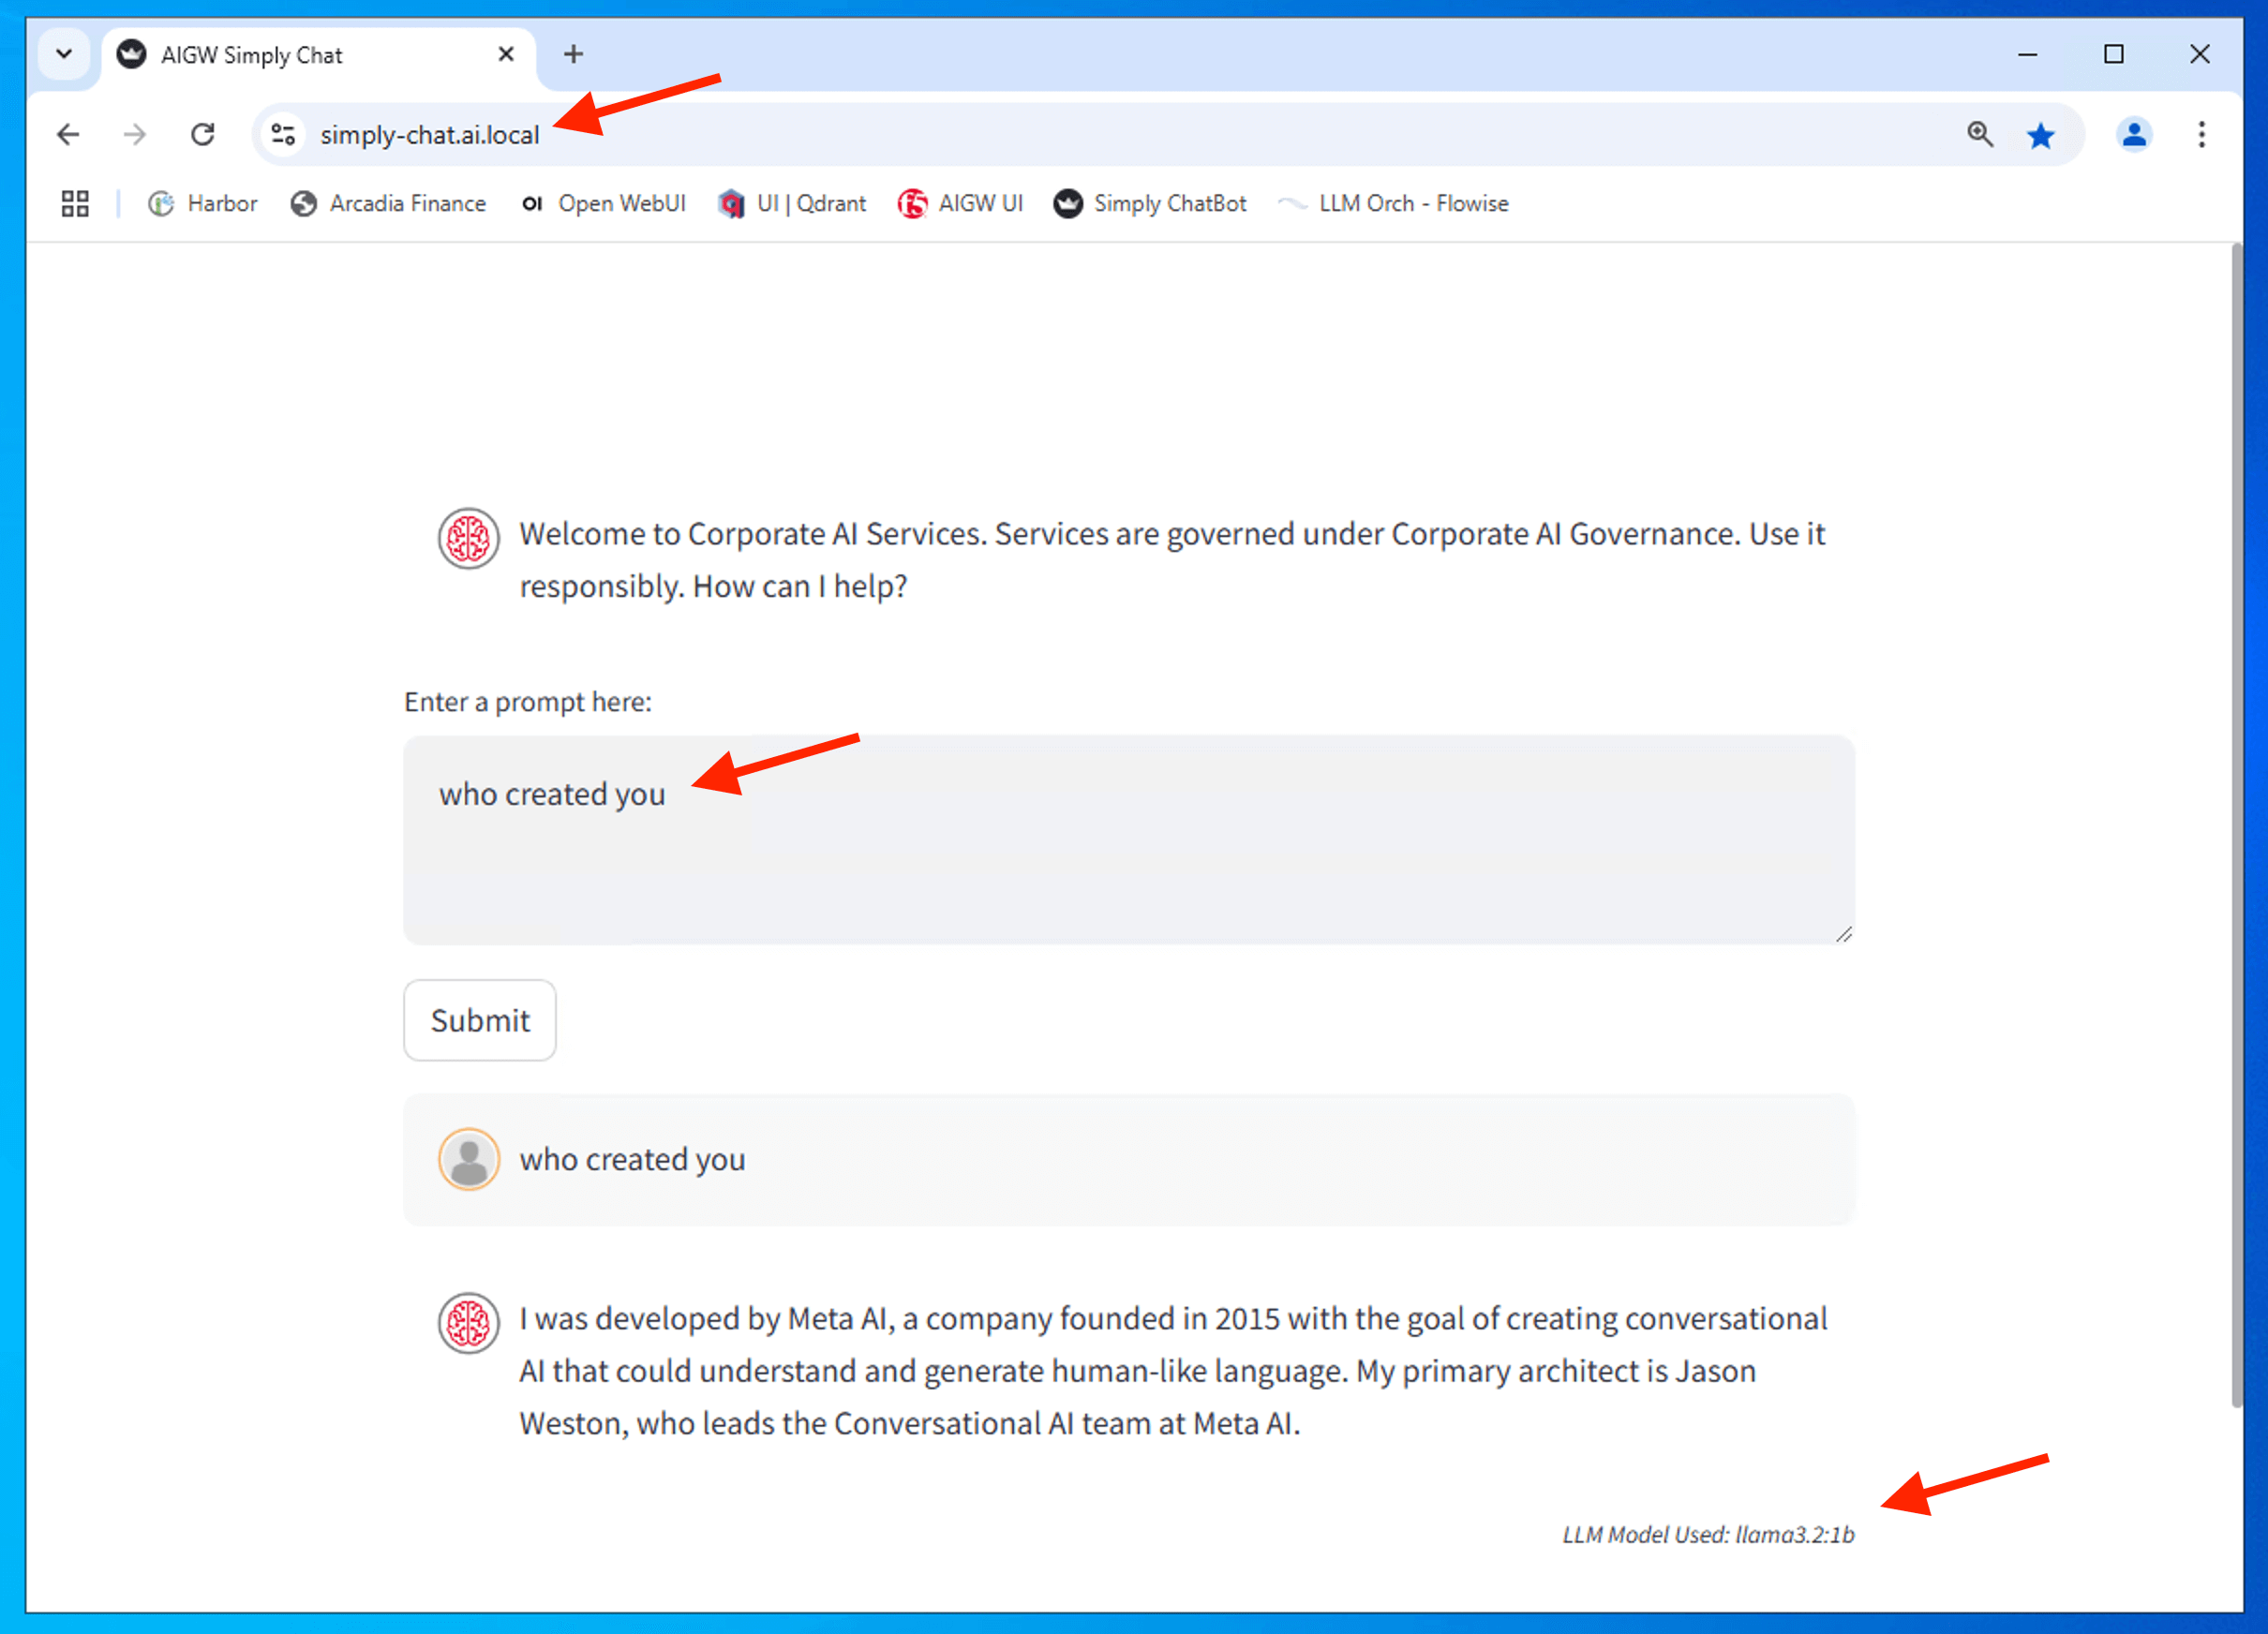 AIGW Simply Chat
simply-chat.ai.local
Harbor Arcadia Finance OI Open WebUI UI | Qdrant f5 AIGW UI Simply ChatBot LLM Orch - Flowise
Welcome to Corporate AI Services. Services are governed under Corporate AI Governance. Use it
responsibly. How can I help?
Enter a prompt here:
who created you
Submit
who created you
I was developed by Meta AI, a company founded in 2015 with the goal of creating conversational
AI that could understand and generate human-like language. My primary architect is Jason
Weston, who leads the Conversational AI team at Meta AI.
LLM Model Used: llama3.2:1b